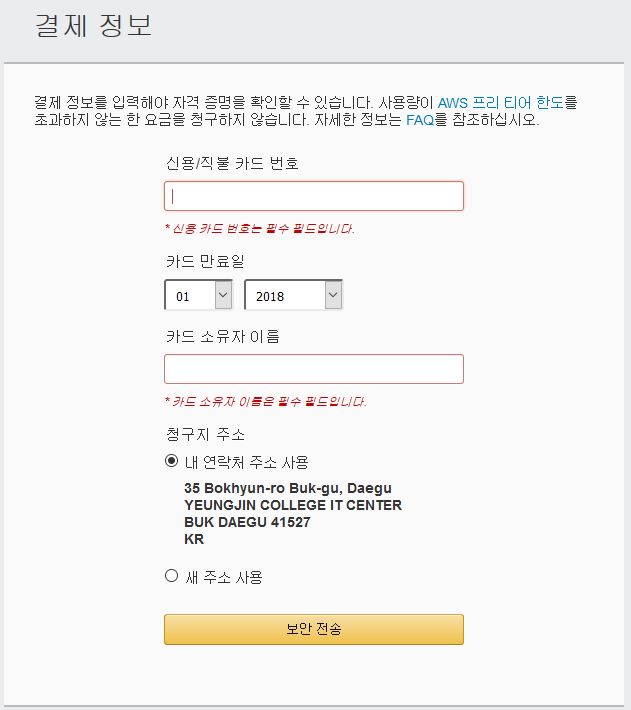 결제 정보
결제 정보를 입력해야 자격 증명을 확인할 수 있습니다. 사용량이 AWS 프리 티어 한도를
초과하지 않는 한 요금을 청구하지 않습니다. 자세한 정보는 FAQ를 참조하십시오.
신용/직불 카드 번호
* 신용 카드 번호는 필수 필드입니다.
카드 만료일
01 2018
카드 소유자 이름
* 카드 소유자 이름은 필수 필드입니다.
청구지 주소
내 연락처 주소 사용
35 Bokhyun-ro Buk-gu, Daegu
YEUNGJIN COLLEGE IT CENTER
BUK DAEGU 41527
KR
새 주소 사용
보안 전송